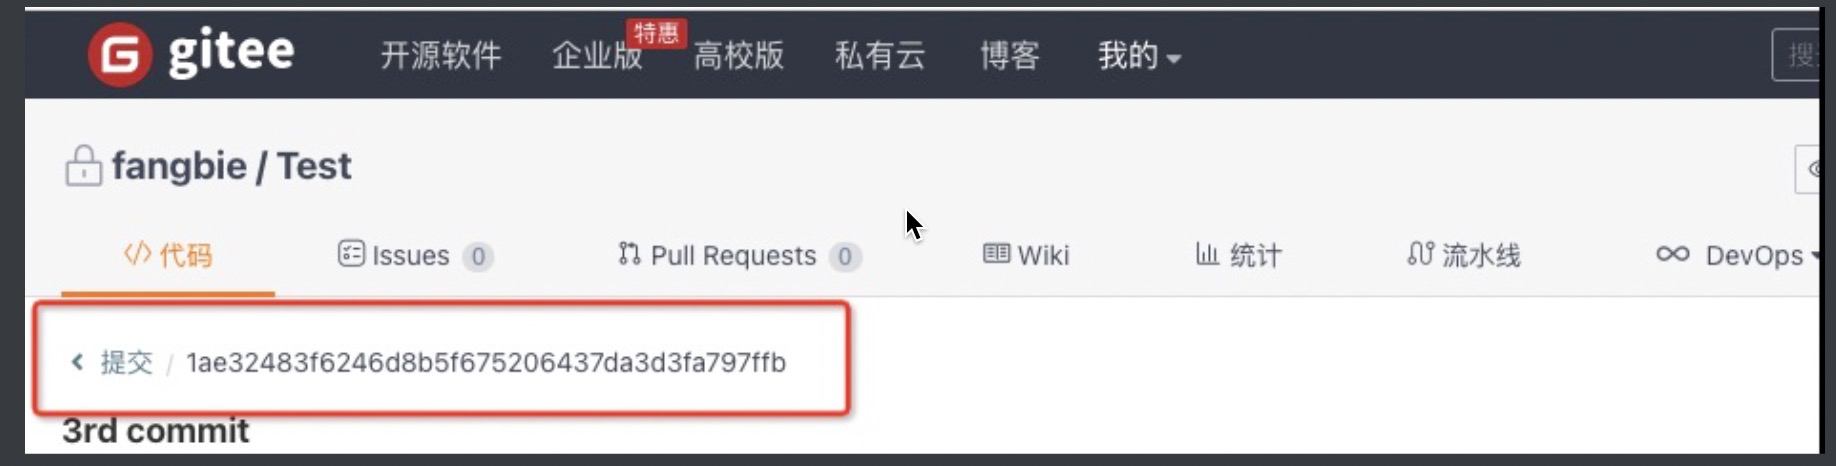 gitee 开源软件 企业版 特惠 高校版 私有云 博客 我的 搜
fangbie / Test
代码 Issues 0 Pull Requests 0 Wiki 统计 流水线 DevOps
提交 / 1ae32483f6246d8b5f675206437da3d3fa797ffb
3rd commit